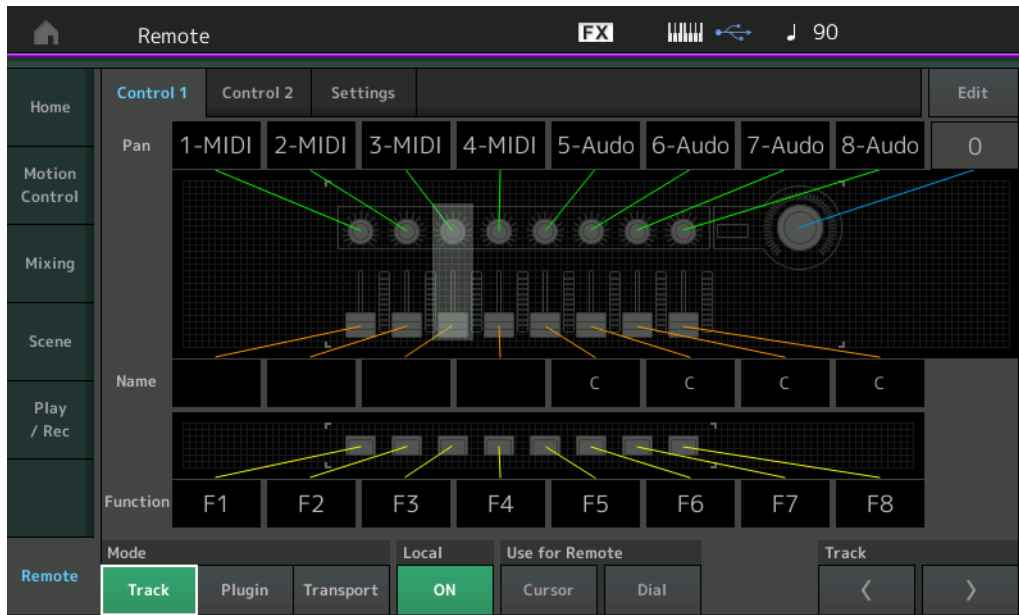 Remote FX 90
Home
Control 1 Control 2 Settings Edit
Pan 1-MIDI 2-MIDI 3-MIDI 4-MIDI 5-Audo 6-Audo 7-Audo 8-Audo 0
Motion
Control
Mixing
Scene
Name C C C C
Play
/ Rec
Function F1 F2 F3 F4 F5 F6 F7 F8
Mode Local Use for Remote Track
Remote
Track Plugin Transport ON Cursor Dial